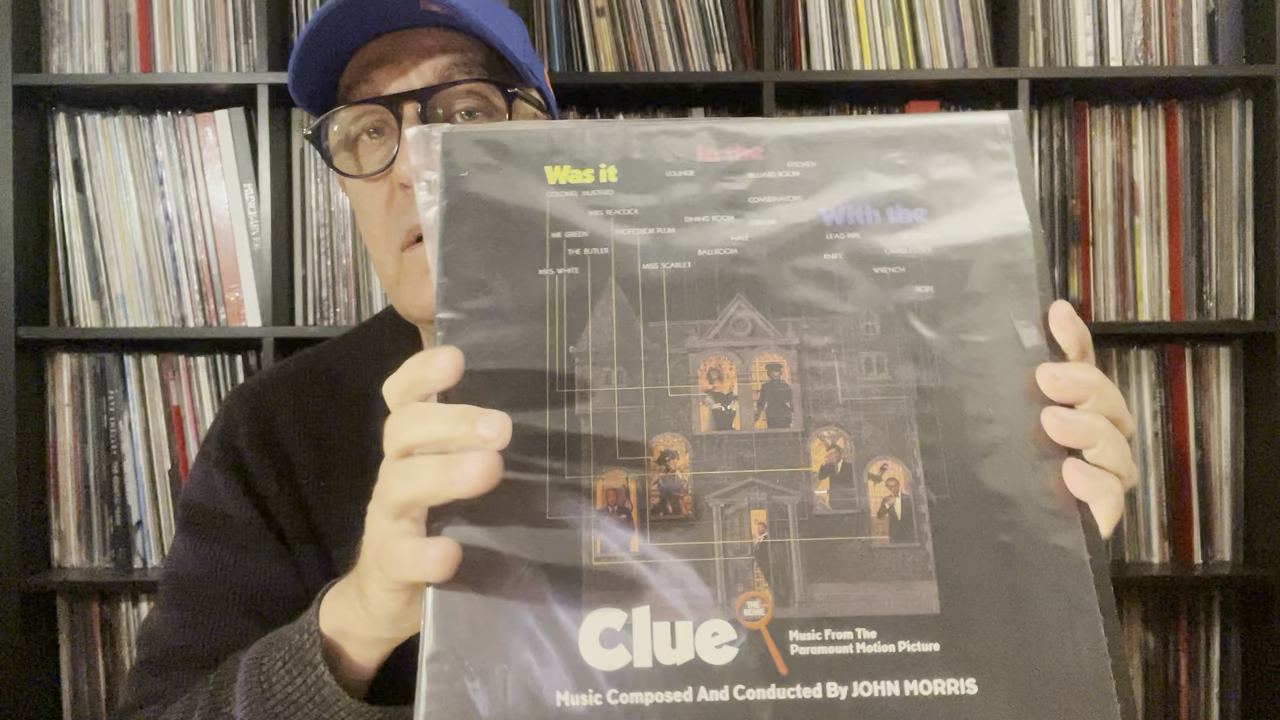 Was it
In the
KITCHEN
LOUNGE
BILLIARD ROOM
COLONEL MUSTARD
CONSERVATORY
MRS. PEACOCK
DINING ROOM
With the
MR. GREEN
PROFESSOR PLUM
HALL
LEAD PIPE
THE BUTLER
BALLROOM
KNIFE
MRS. WHITE
MISS SCARLET
WRENCH
ROPE
Clue
THE MOVIE
Music From The
Paramount Motion Picture
Music Composed And Conducted By JOHN MORRIS